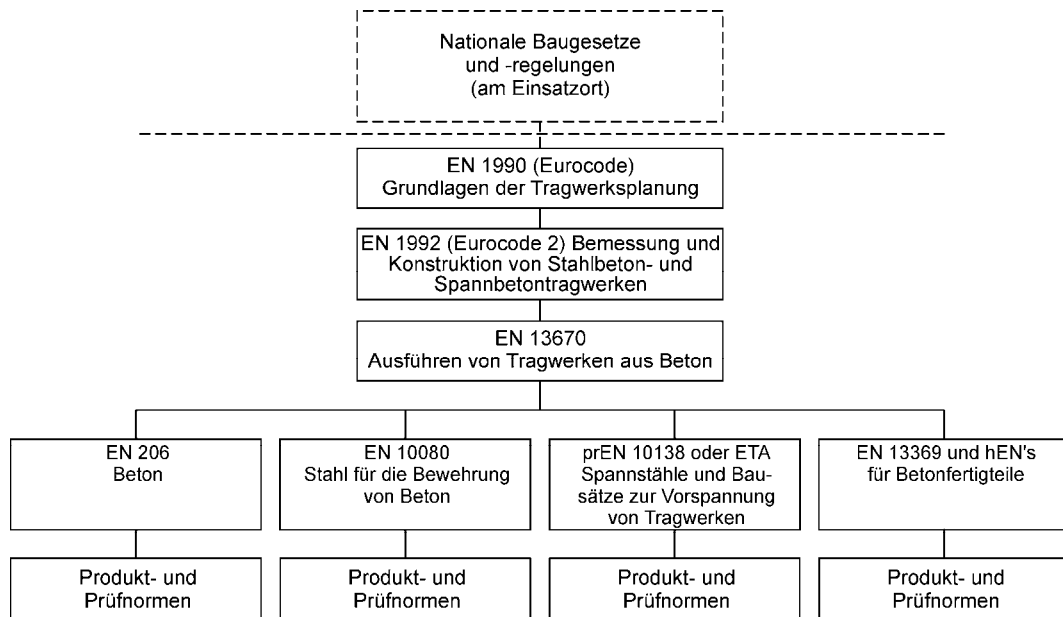 Nationale Baugesetze
und -regelungen
(am Einsatzort)
EN 1990 (Eurocode)
Grundlagen der Tragwerksplanung
EN 1992 (Eurocode 2) Bemessung und
Konstruktion von Stahlbeton- und
Spannbetontragwerken
EN 13670
Ausführen von Tragwerken aus Beton
EN 206
Beton
EN 10080
Stahl für die Bewehrung
von Beton
prEN 10138 oder ETA
Spannstähle und Bau-
sätze zur Vorspannung
von Tragwerken
EN 13369 und hEN's
für Betonfertigteile
Produkt- und
Prüfnormen
Produkt- und
Prüfnormen
Produkt- und
Prüfnormen
Produkt- und
Prüfnormen